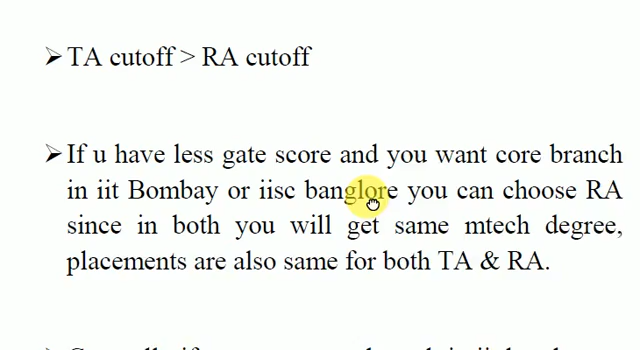 ➢ TA cutoff > RA cutoff
➢ If u have less gate score and you want core branch
in iit Bombay or iisc banglore you can choose RA
since in both you will get same mtech degree,
placements are also same for both TA & RA.